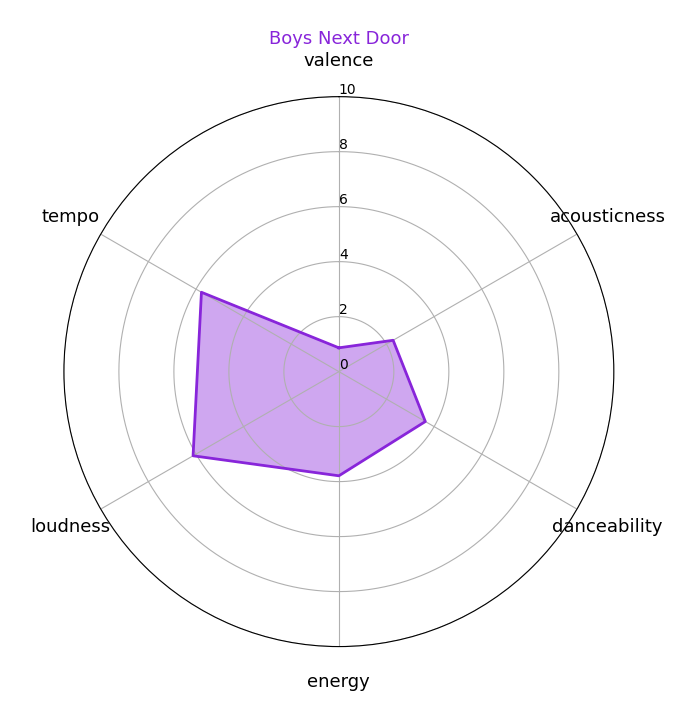 Boys Next Door
valence
10
8
tempo
acousticness
6
4
2
0
loudness
danceability
energy